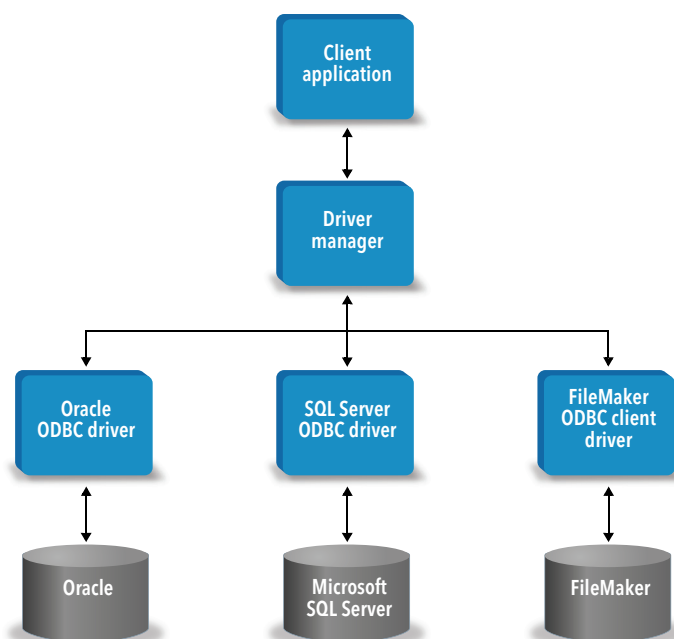 Client
application
Driver
manager
Oracle
ODBC driver
SQL Server
ODBC driver
FileMaker
ODBC client
driver
Oracle
Microsoft
SQL Server
FileMaker